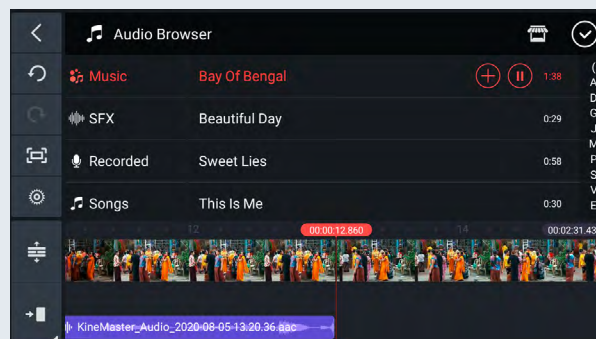 Audio Browser
Music Bay Of Bengal 1:38
SFX Beautiful Day 0:29
Recorded Sweet Lies 0:58
Songs This Is Me 0:30
(
A
D
G
J
M
P
S
V
E
12 00:00:12.860 14 00:02:31.43
KineMaster_Audio_2020-08-05-13.20.36.aac